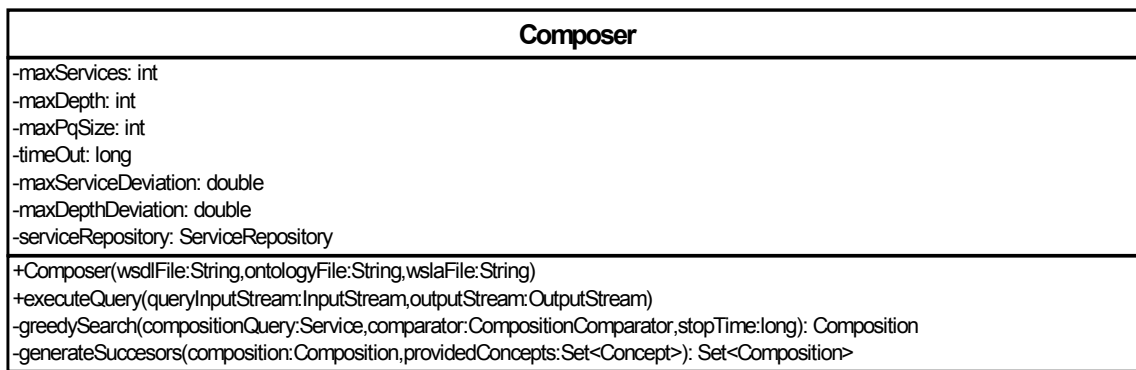 Composer
-maxServices: int
-maxDepth: int
-maxPqSize: int
-timeOut: long
-maxServiceDeviation: double
-maxDepthDeviation: double
-serviceRepository: ServiceRepository
+Composer(wsdlFile:String,ontologyFile:String,wslaFile:String)
+executeQuery(queryInputStream:InputStream,outputStream:OutputStream)
-greedySearch(compositionQuery:Service,comparator:CompositionComparator,stopTime:long): Composition
-generateSuccesors(composition:Composition,providedConcepts:Set<Concept>): Set<Composition>